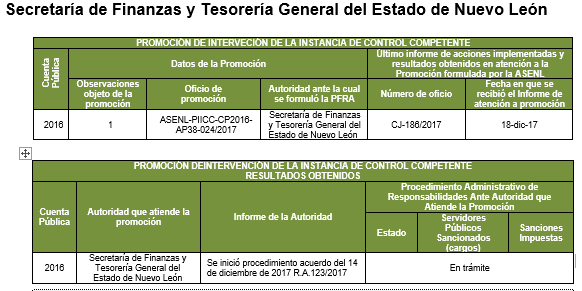 Secretaría de Finanzas y Tesorería General del Estado de Nuevo León
PROMOCIÓN DE INTERVECIÓN DE LA INSTANCIA DE CONTROL COMPETENTE
Cuenta
Pública
Datos de la Promoción
Último informe de acciones implementadas y
resultados obtenidos en atención a la
Promoción formulada por la ASENL
Observaciones
objeto de la
promoción
Oficio de
promoción
Autoridad ante la cual
se formuló la PFRA
Número de oficio
Fecha en que se
recibió el Informe de
atención a promoción
2016
1
ASENL-PIICC-CP2016-
AP38-024/2017
Secretaría de Finanzas
y Tesorería General del
Estado de Nuevo León
CJ-186/2017
18-dic-17
PROMOCIÓN DEINTERVENCIÓN DE LA INSTANCIA DE CONTROL COMPETENTE
RESULTADOS OBTENIDOS
Cuenta
Pública
Autoridad que atiende la
promoción
Informe de la Autoridad
Procedimiento Administrativo de
Responsabilidades Ante Autoridad que
Atiende la Promoción
Estado
Servidores
Públicos
Sancionados
(cargos)
Sanciones
Impuestas
2016
Secretaría de Finanzas y
Tesorería General del
Estado de Nuevo León
Se inició procedimiento acuerdo del 14
de diciembre de 2017 R.A.123/2017
En trámite